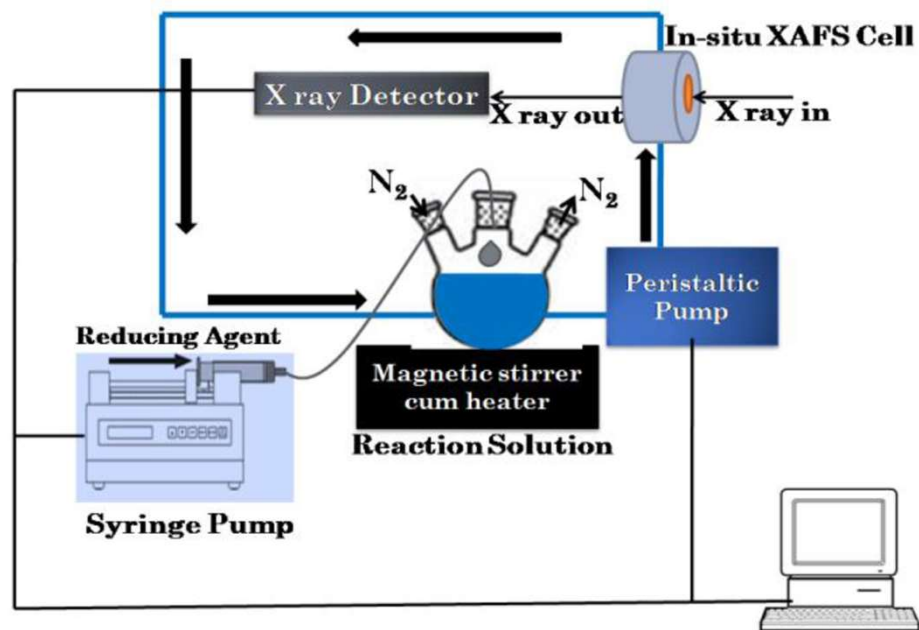 In-situ XAFS Cell
X ray Detector
X ray out
X ray in
N2
N2
Peristaltic
Pump
Reducing Agent
Magnetic stirrer
cum heater
Reaction Solution
Syringe Pump